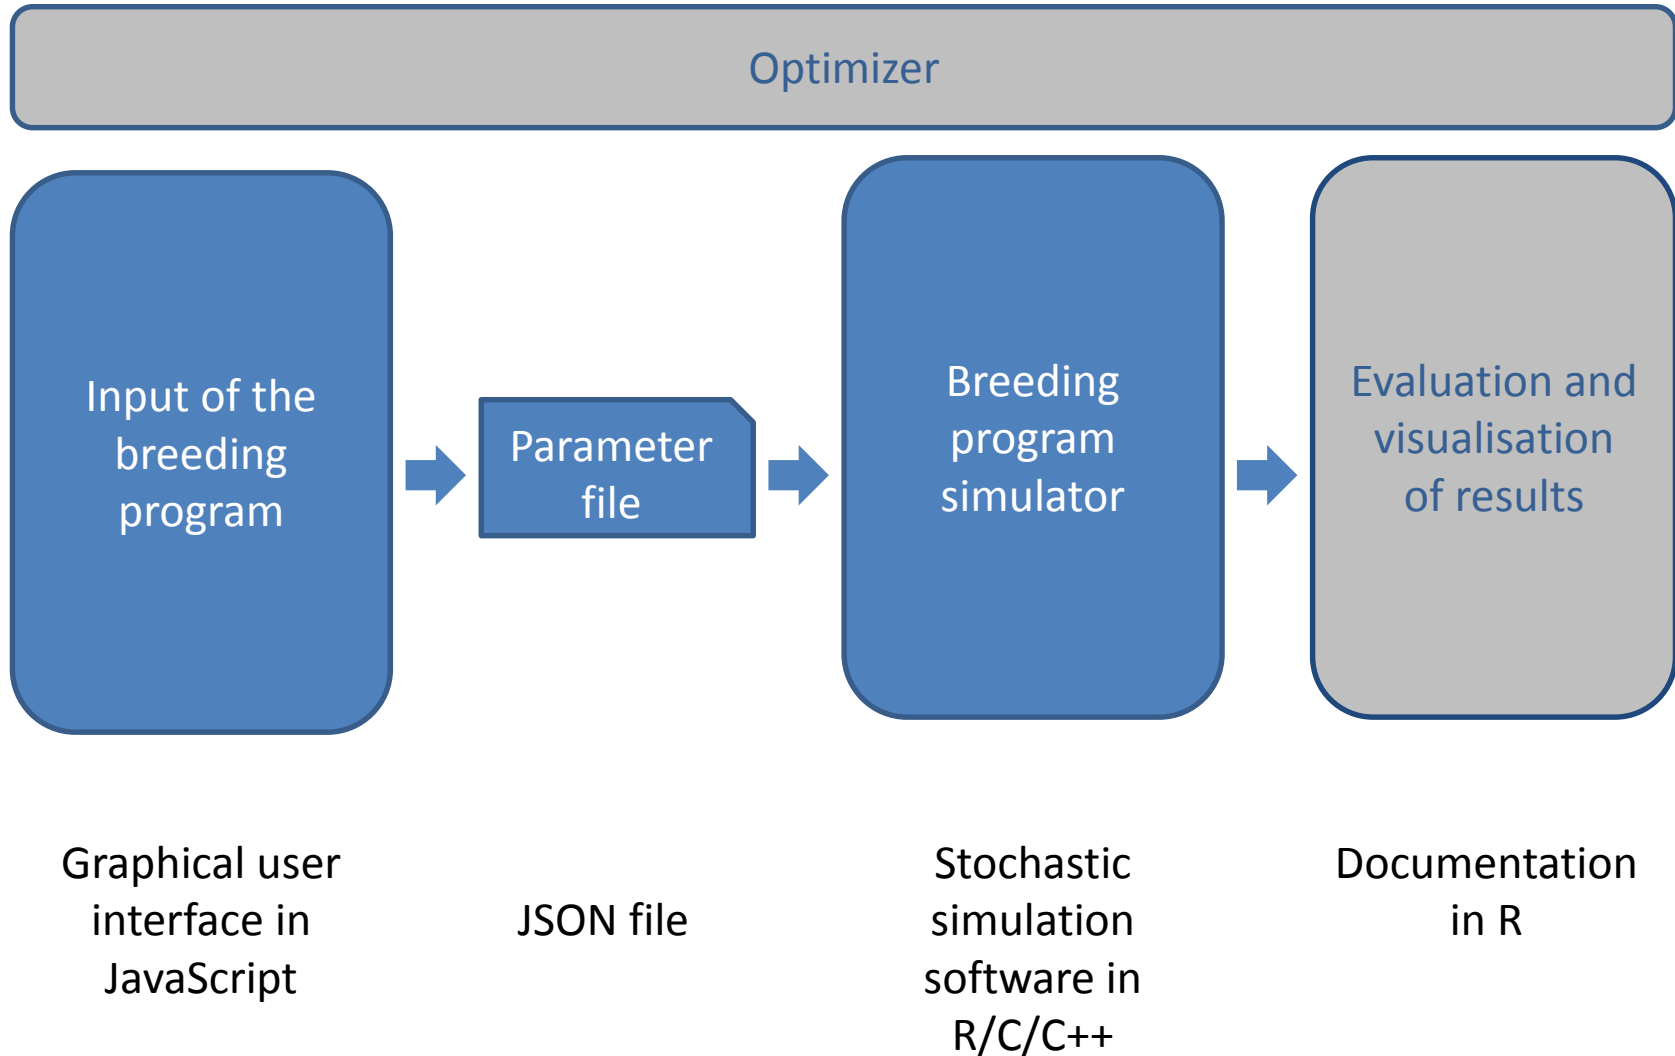 Optimizer
Input of the
breeding
program
Parameter
file
Breeding
program
simulator
Evaluation and
visualisation
of results
Graphical user
interface in
JavaScript
JSON file
Stochastic
simulation
software in
R/C/C++
Documentation
in R